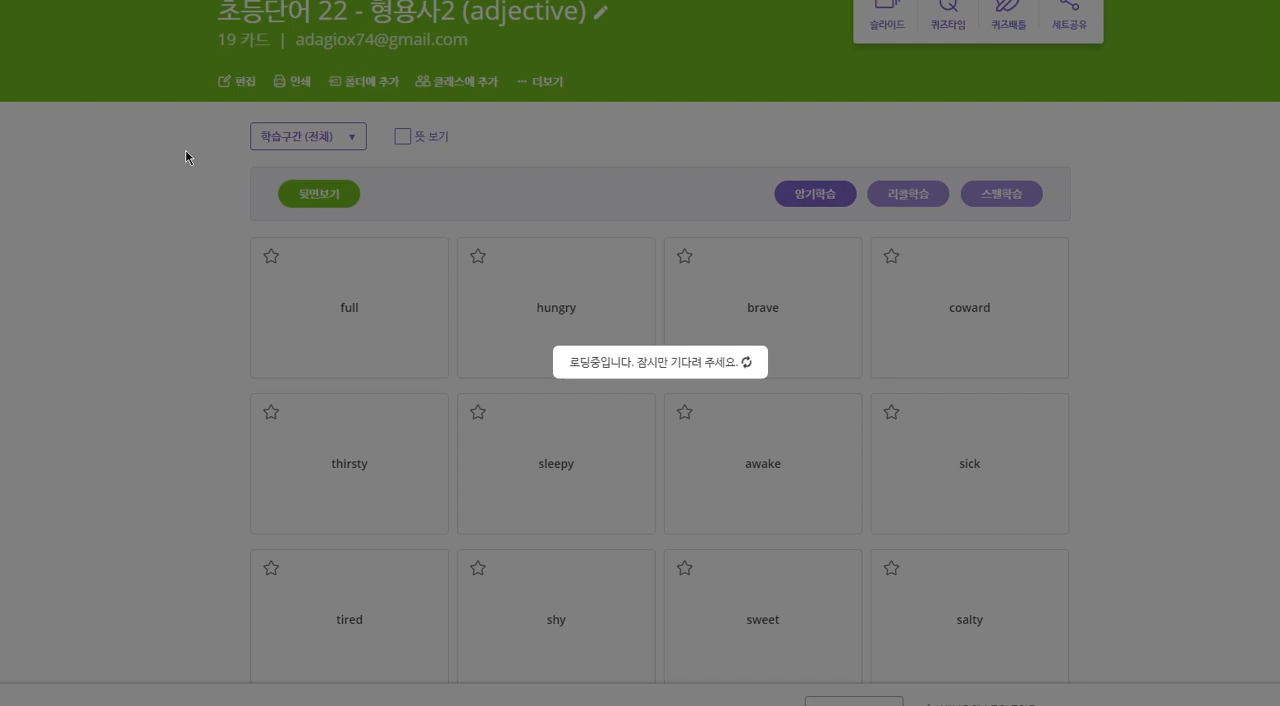 초등단어 22 - 형용사2 (adjective)
19 카드 | adagiox74@gmail.com
슬라이드 퀴즈타임 퀴즈배틀 세트공유
편집 인쇄 폴더에 추가 클래스에 추가 ··· 더보기
학습구간 (전체) ▼ 뜻 보기
뒷면보기 암기학습 리콜학습 스펠학습
full hungry brave coward
로딩중입니다. 잠시만 기다려 주세요.
thirsty sleepy awake sick
tired shy sweet salty